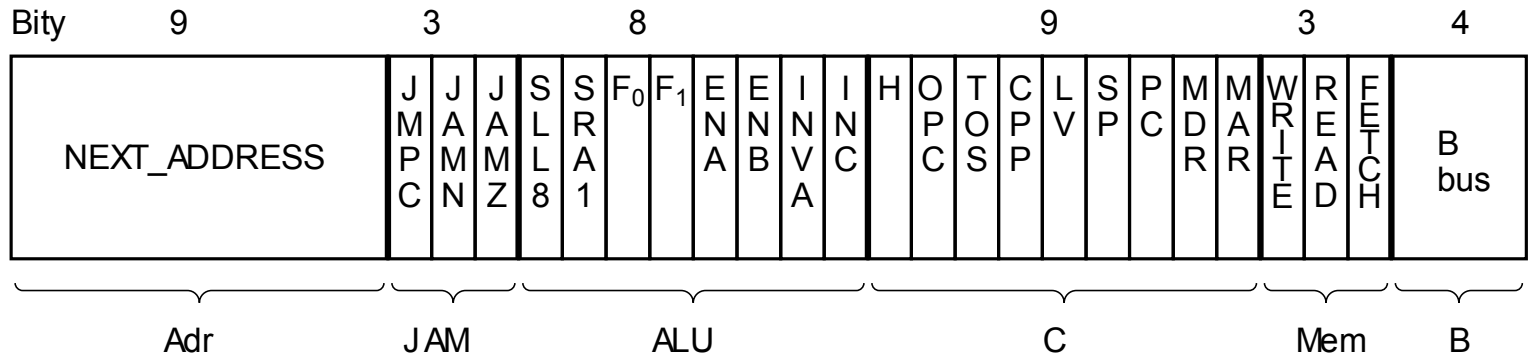 Bity 9 3 8 9 3 4
NEXT_ADDRESS JMPC JAMN JAMZ SLL8 SRA1 F₀ F₁ ENA ENB INVA INC H OPC TOS CPP LV SP PC MDR MAR WRITE READ FETCH B
bus
Adr JAM ALU C Mem B